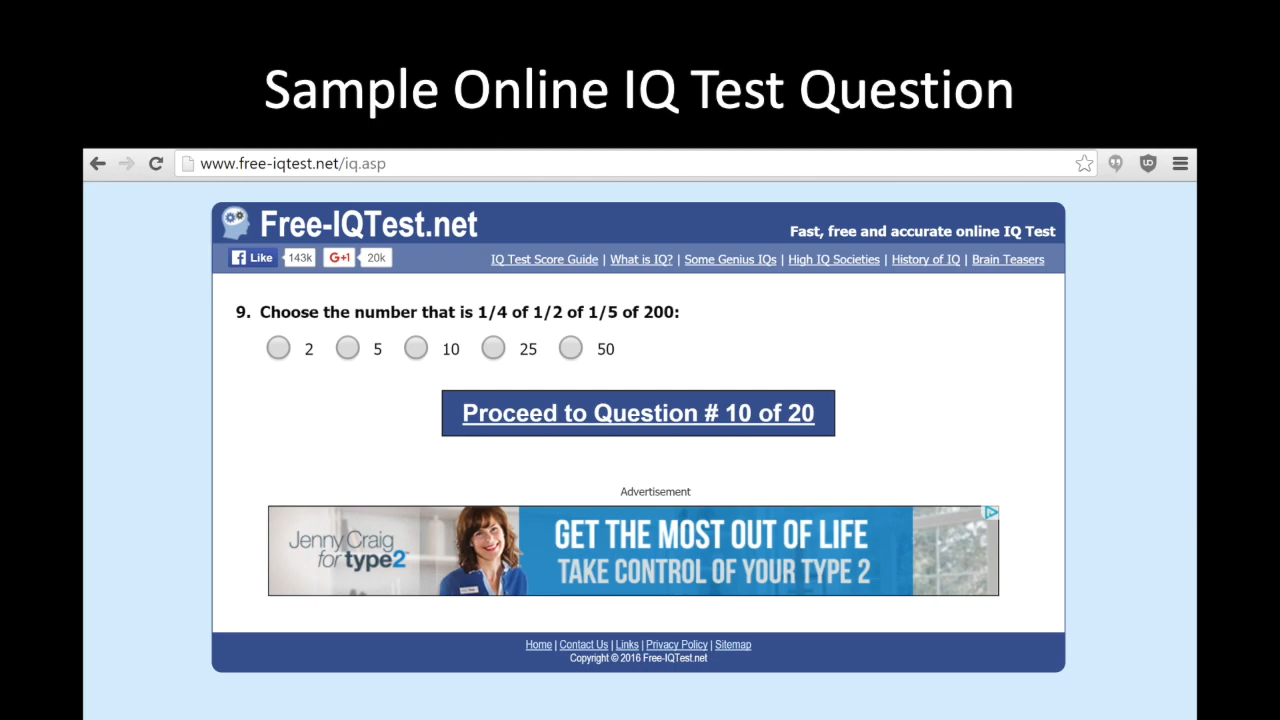 Sample Online IQ Test Question
www.free-iqtest.net/iq.asp
Free-IQTest.net
Fast, free and accurate online IQ Test
Like 143k G+1 20k
IQ Test Score Guide | What is IQ? | Some Genius IQs | High IQ Societies | History of IQ | Brain Teasers
9. Choose the number that is 1/4 of 1/2 of 1/5 of 200:
2 5 10 25 50
Proceed to Question # 10 of 20
Advertisement
Jenny Craig
for type2
GET THE MOST OUT OF LIFE
TAKE CONTROL OF YOUR TYPE 2
Home | Contact Us | Links | Privacy Policy | Sitemap
Copyright © 2016 Free-IQTest.net